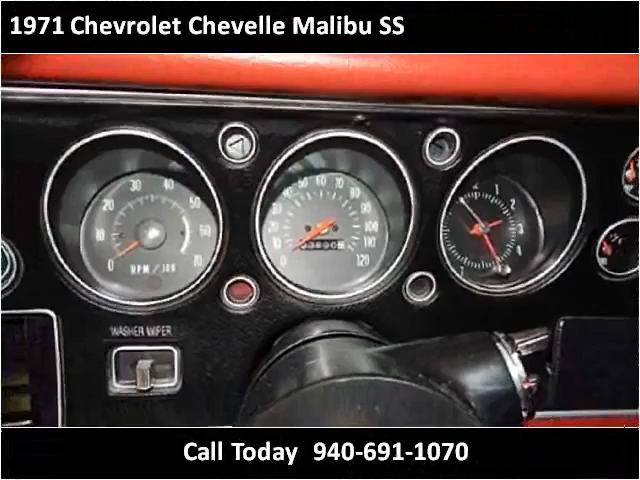 1971 Chevrolet Chevelle Malibu SS
0 10 20 30 40 50 60 70
RPM/100
0 10 20 30 40 50 60 70 80 90 100 110 120
1 2 3 4
WASHER WIPER
Call Today 940-691-1070